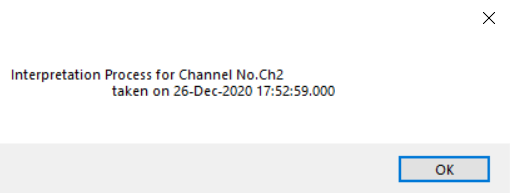 Interpretation Process for Channel No.Ch2
taken on 26-Dec-2020 17:52:59.000
OK